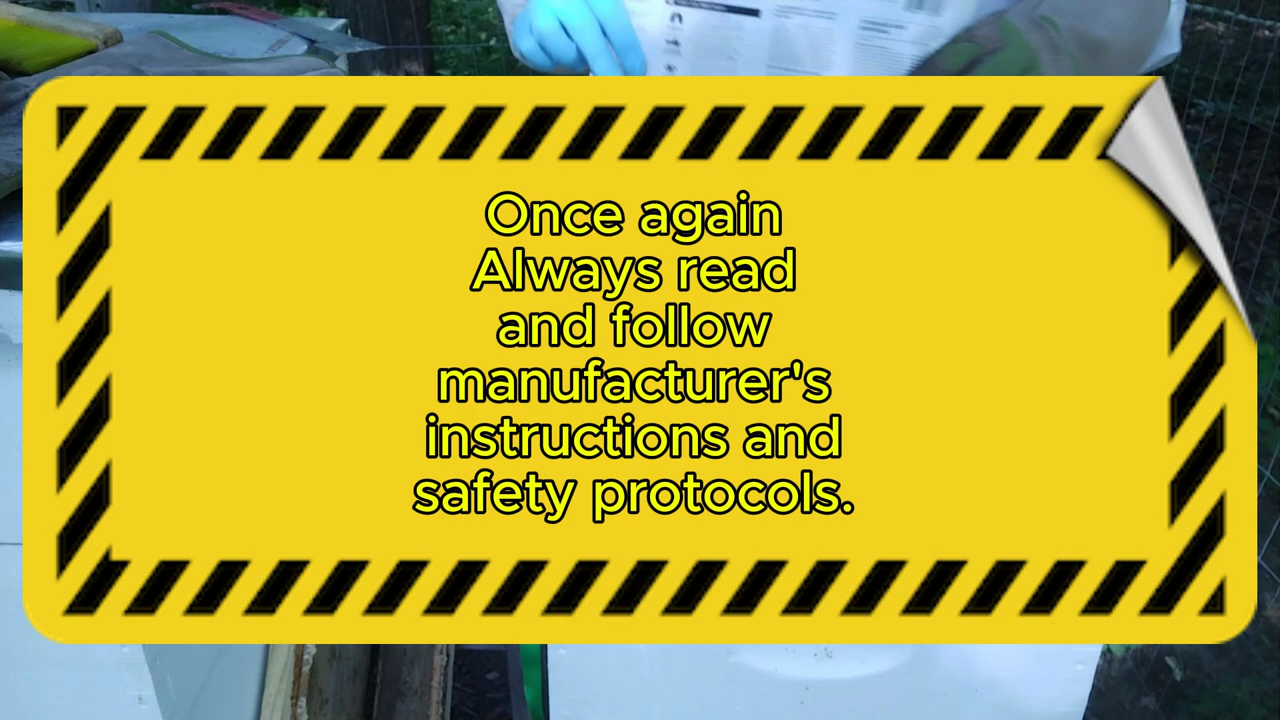 Once again
Always read
and follow
manufacturer's
instructions and
safety protocols.